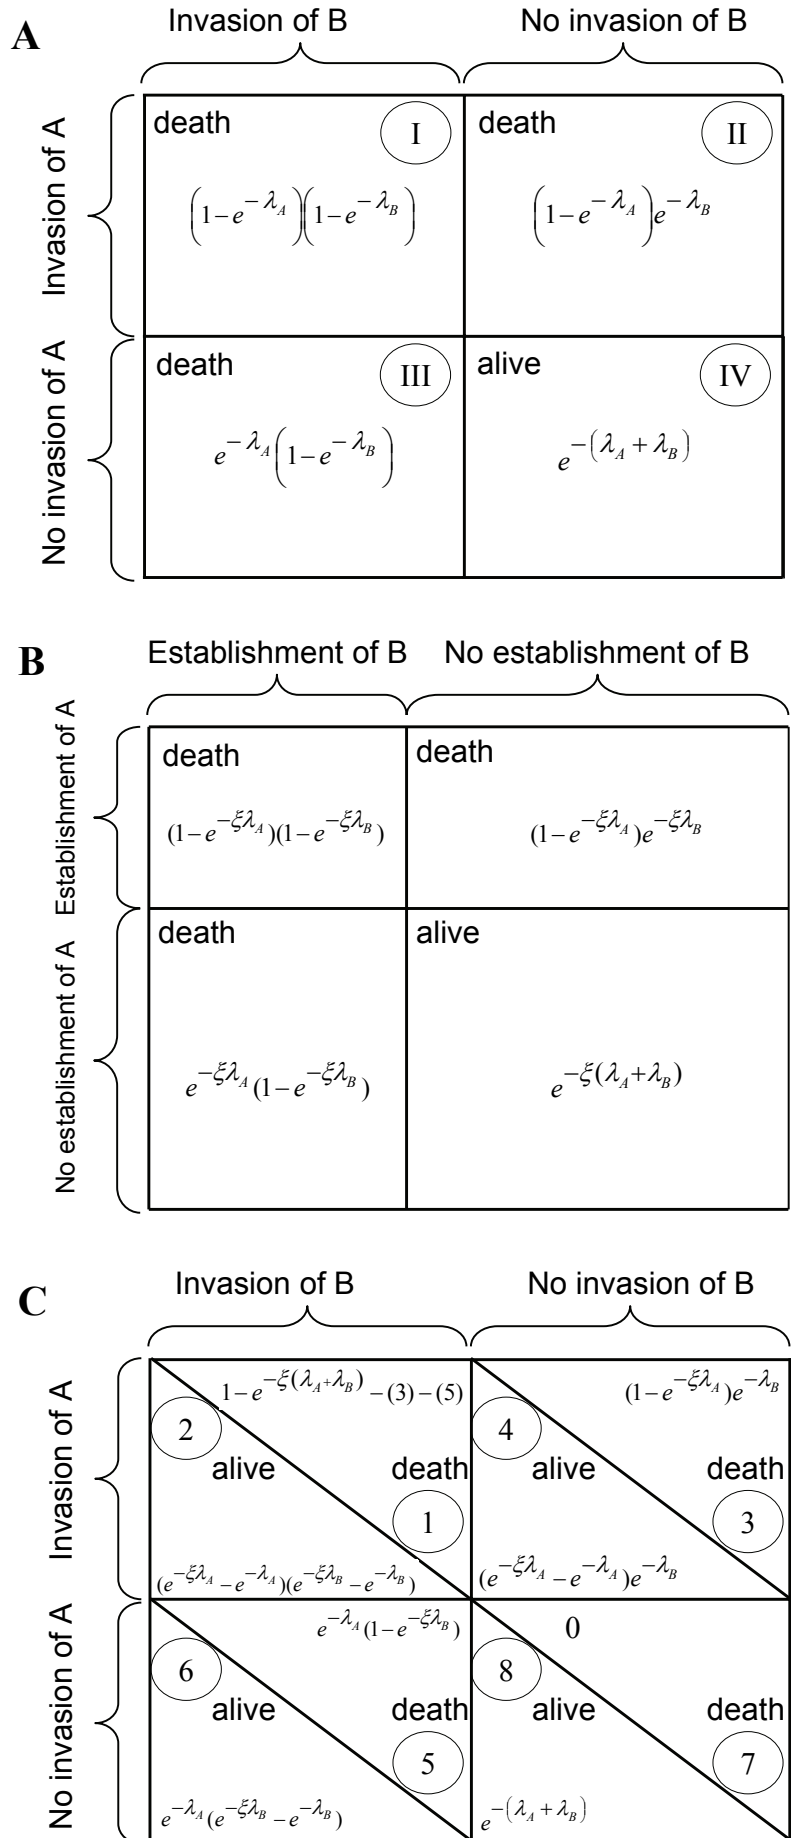 A
Invasion of B
No invasion of B
Invasion of A
death
I
(1-e^{-λ_A})(1-e^{-λ_B})
death
II
(1-e^{-λ_A})e^{-λ_B}
No invasion of A
death
III
e^{-λ_A}(1-e^{-λ_B})
alive
IV
e^{-(λ_A+λ_B)}
B
Establishment of B
No establishment of B
Establishment of A
death
(1-e^{-ξλ_A})(1-e^{-ξλ_B})
death
(1-e^{-ξλ_A})e^{-ξλ_B}
No establishment of A
death
e^{-ξλ_A}(1-e^{-ξλ_B})
alive
e^{-ξ(λ_A+λ_B)}
C
Invasion of B
No invasion of B
Invasion of A
1-e^{-ξ(λ_A+λ_B)}-(3)-(5)
2
alive
death
1
(e^{-ξλ_A}-e^{-λ_A})(e^{-ξλ_B}-e^{-λ_B})
(1-e^{-ξλ_A})e^{-λ_B}
4
alive
death
3
(e^{-ξλ_A}-e^{-λ_A})e^{-λ_B}
No invasion of A
e^{-λ_A}(1-e^{-ξλ_B})
6
alive
death
5
e^{-λ_A}(e^{-ξλ_B}-e^{-λ_B})
0
8
alive
death
7
e^{-(λ_A+λ_B)}